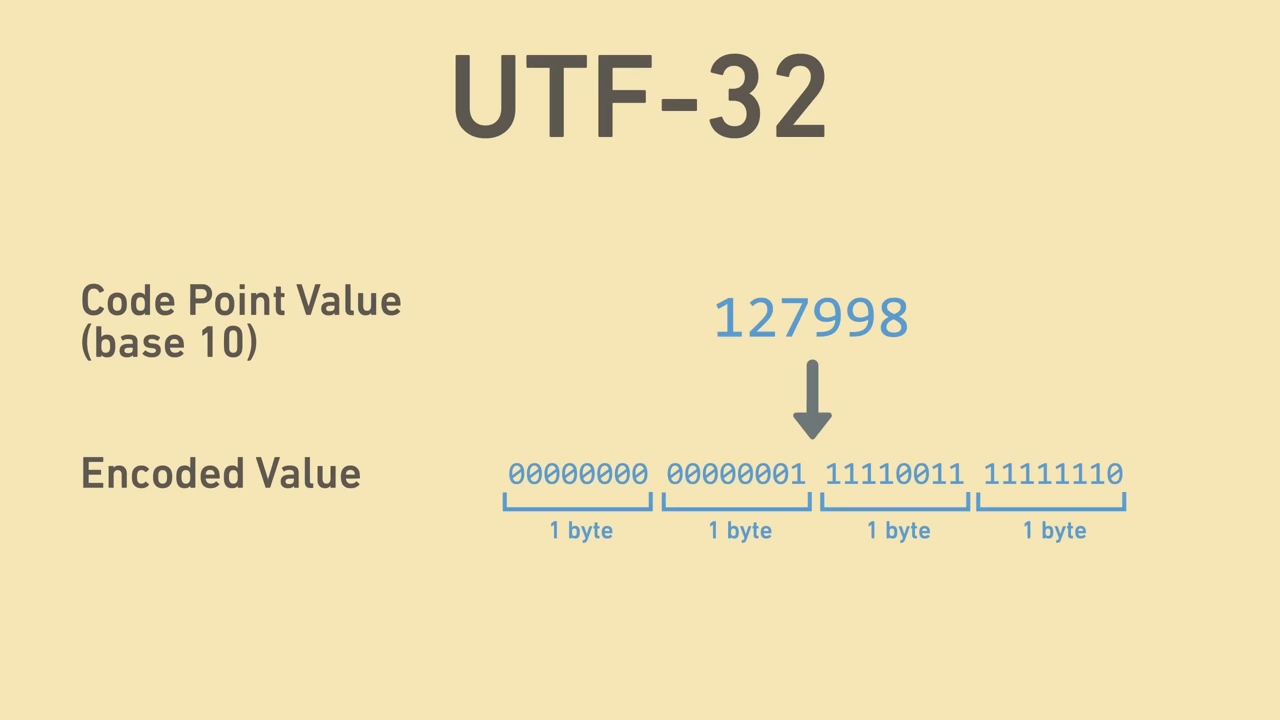 UTF-32
Code Point Value
(base 10)
127998
Encoded Value
00000000 00000001 11110011 11111110
1 byte 1 byte 1 byte 1 byte